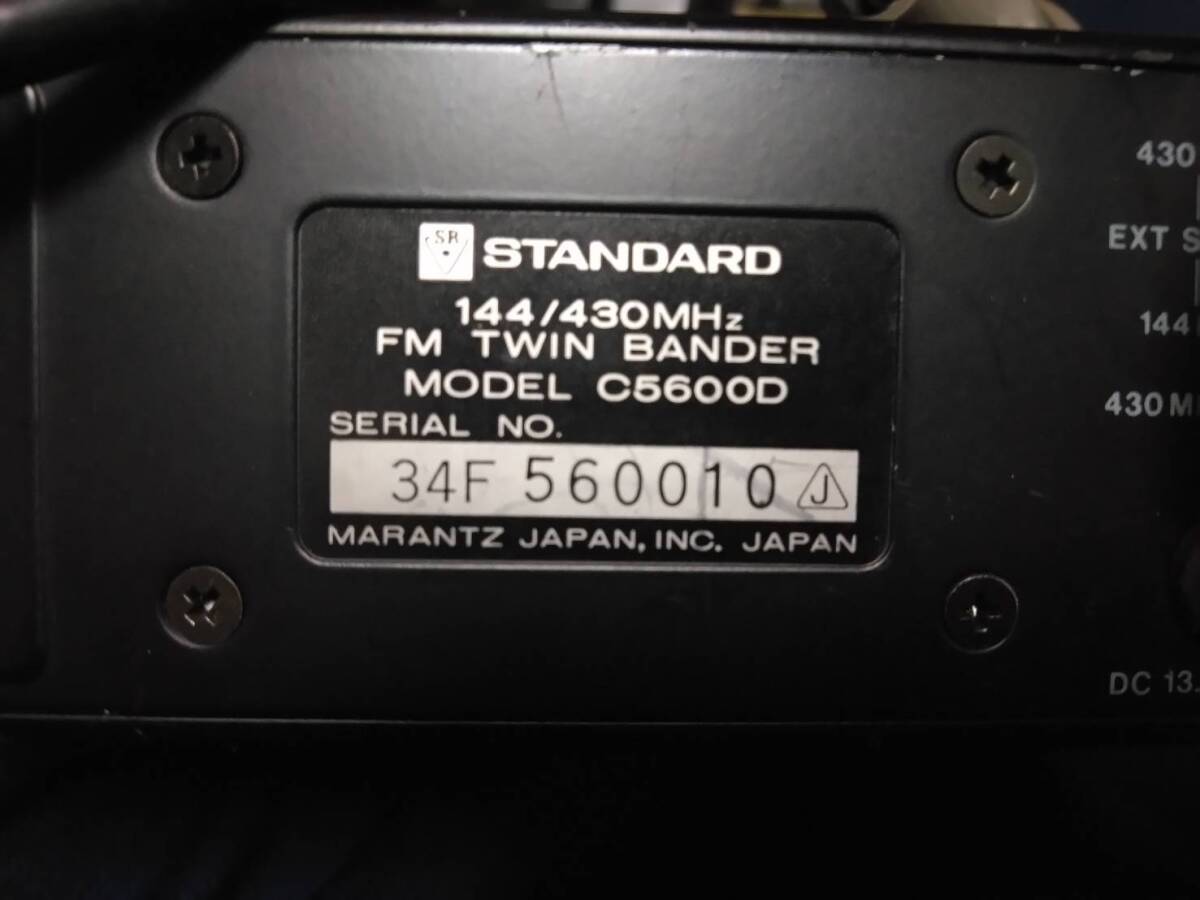 SR STANDARD
144/430MHz
FM TWIN BANDER
MODEL C5600D
SERIAL NO.
34F 560010 J
MARANTZ JAPAN, INC. JAPAN
430
EXT S
144
430 M
DC 13.